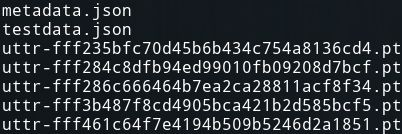 metadata.json
testdata.json
uttr-fff235bfc70d45b6b434c754a8136cd4.pt
uttr-fff284c8dfb94ed99010fb09208d7bcf.pt
uttr-fff286c666464b7ea2ca28811acf8f34.pt
uttr-fff3b487f8cd4905bca421b2d585bcf5.pt
uttr-fff461c64f7e4194b509b5246d2a1851.pt